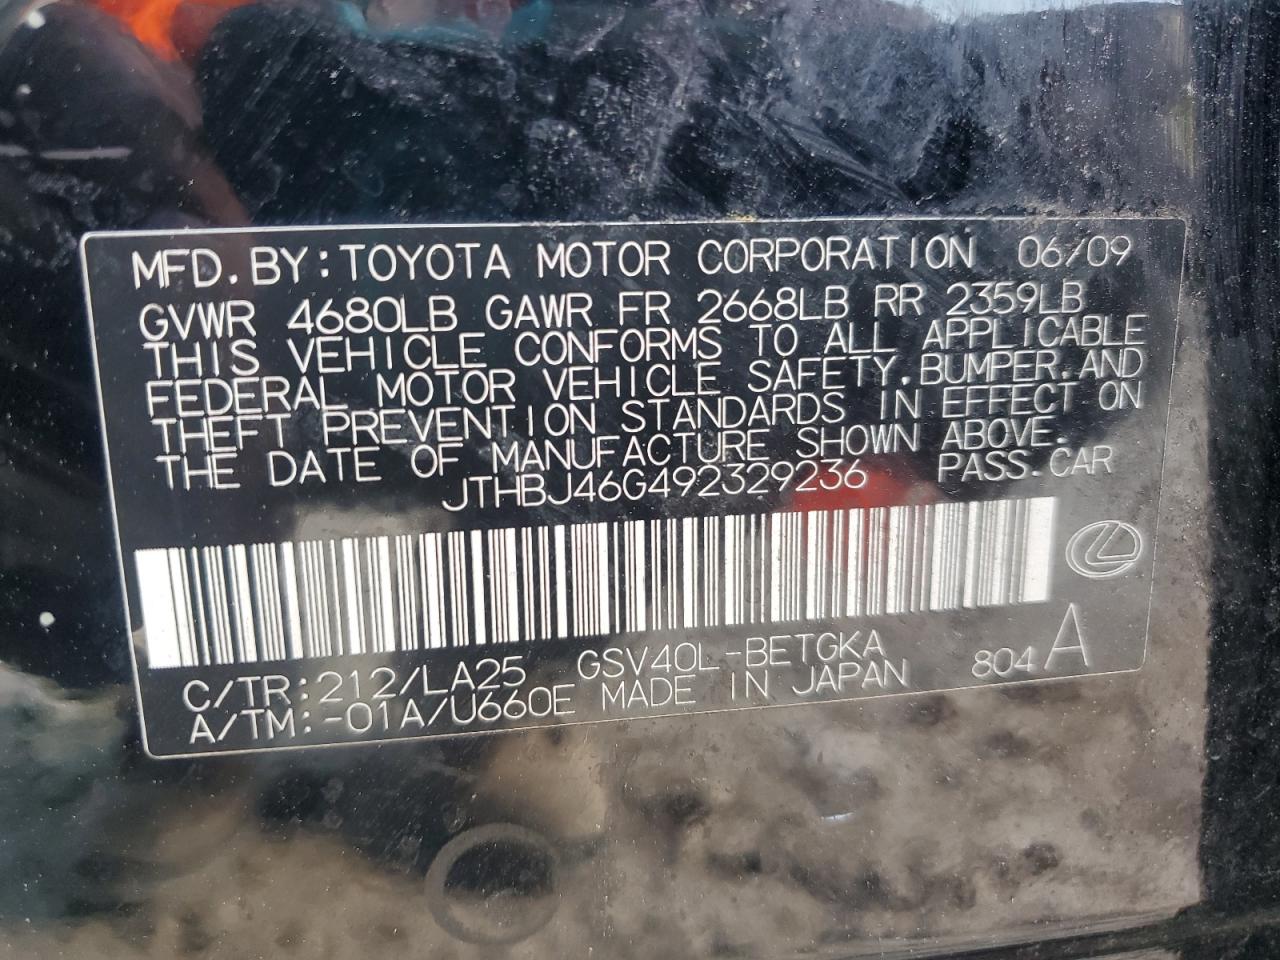 MFD. BY: TOYOTA MOTOR CORPORATION 06/09
GVWR 4680LB GAWR FR 2668LB RR 2359LB
THIS VEHICLE CONFORMS TO ALL APPLICABLE
FEDERAL MOTOR VEHICLE SAFETY, BUMPER, AND
THEFT PREVENTION STANDARDS IN EFFECT ON
THE DATE OF MANUFACTURE SHOWN ABOVE.
JTHBJ46G492329236 PASS.CAR
C/TR:212/LA25 GSV40L-BETGKA
A/TM:-01A/U660E MADE IN JAPAN 804 A